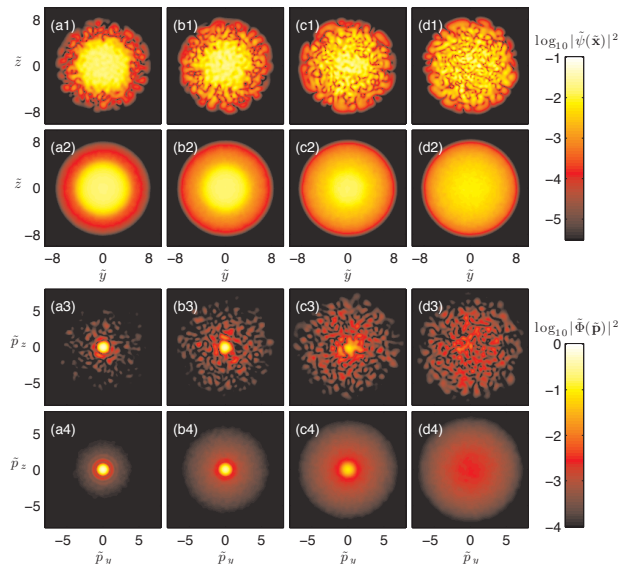 (a1) (b1) (c1) (d1)
log₁₀|ψ̃(x̃)|²
8
z̃ 0
−8
−1
−2
−3
−4
−5
(a2) (b2) (c2) (d2)
8
z̃ 0
−8
−8 0 8 −8 0 8 −8 0 8 −8 0 8
ỹ ỹ ỹ ỹ
(a3) (b3) (c3) (d3)
log₁₀|Φ̃(p̃)|²
5
p̃z 0
−5
0
−1
−2
−3
−4
(a4) (b4) (c4) (d4)
5
p̃z 0
−5
−5 0 5 −5 0 5 −5 0 5 −5 0 5
p̃y p̃y p̃y p̃y